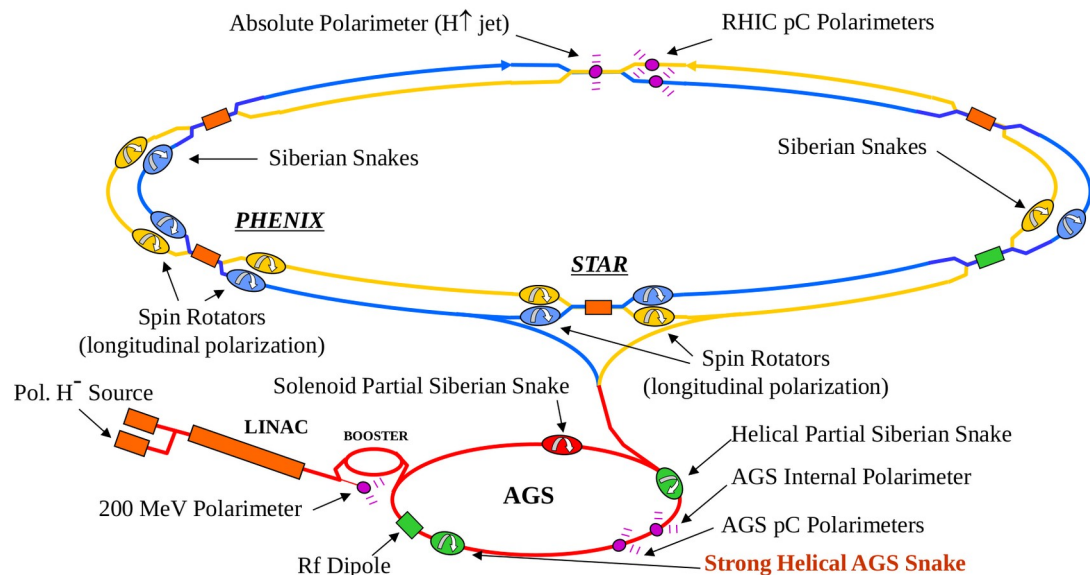 Absolute Polarimeter (H↑ jet)
RHIC pC Polarimeters
Siberian Snakes
Siberian Snakes
PHENIX
STAR
Spin Rotators
(longitudinal polarization)
Spin Rotators
(longitudinal polarization)
Solenoid Partial Siberian Snake
Pol. H⁻ Source
LINAC
BOOSTER
Helical Partial Siberian Snake
AGS Internal Polarimeter
AGS
200 MeV Polarimeter
AGS pC Polarimeters
Rf Dipole
Strong Helical AGS Snake